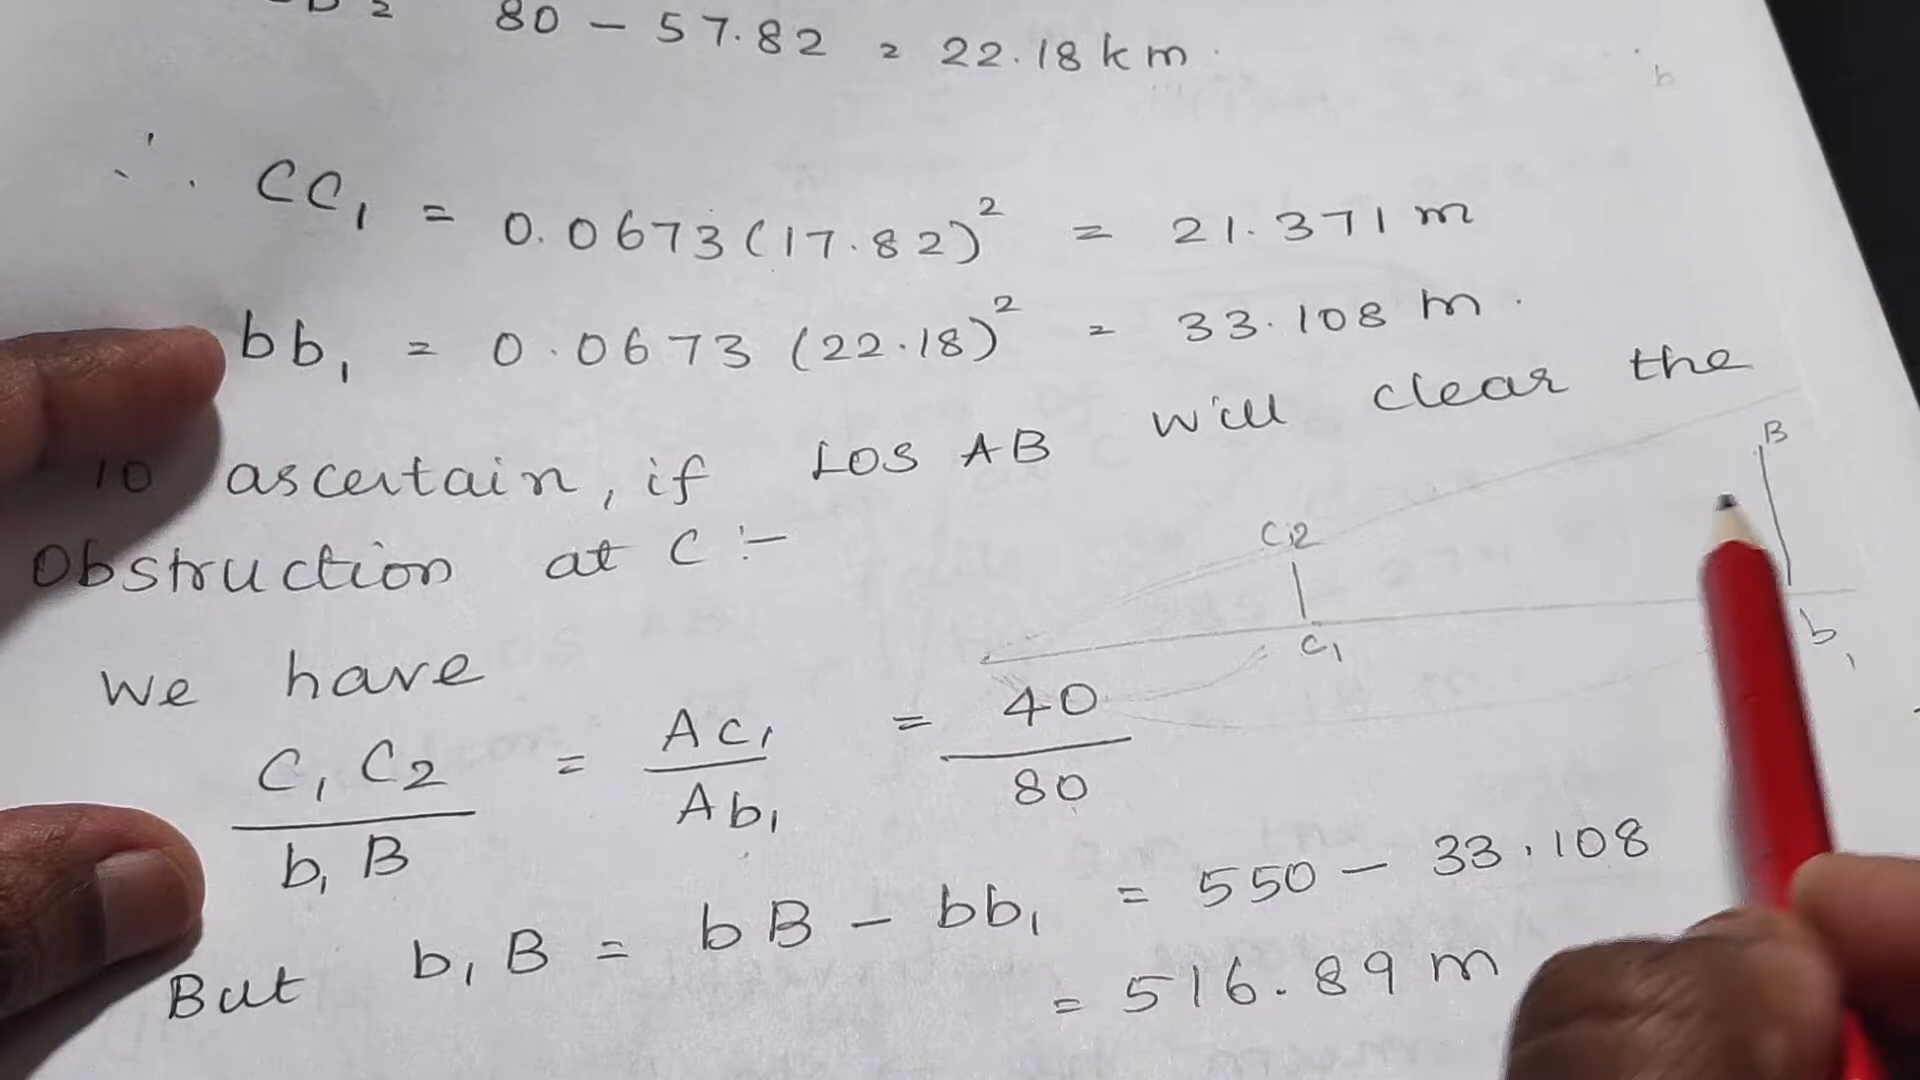 80 - 57.82 = 22.18 km.
b
∴ CC₁ = 0.0673 (17.82)² = 21.371 m
bb₁ = 0.0673 (22.18)² = 33.108 m.
To ascertain, if LOS AB will clear the
Obstruction at C :-
B
C2
C₁
b₁
We have
C₁C₂ / b₁B = AC₁ / Ab₁ = 40 / 80
But b₁B = bB - bb₁ = 550 - 33.108
= 516.89 m